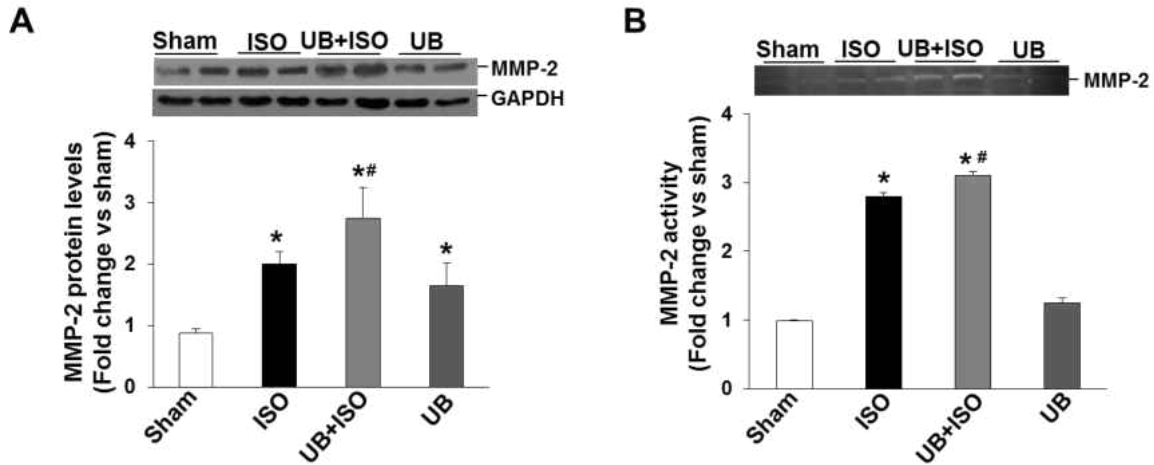 A
Sham ISO UB+ISO UB
MMP-2
GAPDH
MMP-2 protein levels
(Fold change vs sham)
4
3
2
1
0
*
*#
*
Sham
ISO
UB+ISO
UB
B
Sham ISO UB+ISO UB
MMP-2
MMP-2 activity
(Fold change vs sham)
4
3
2
1
0
*
*#
Sham
ISO
UB+ISO
UB